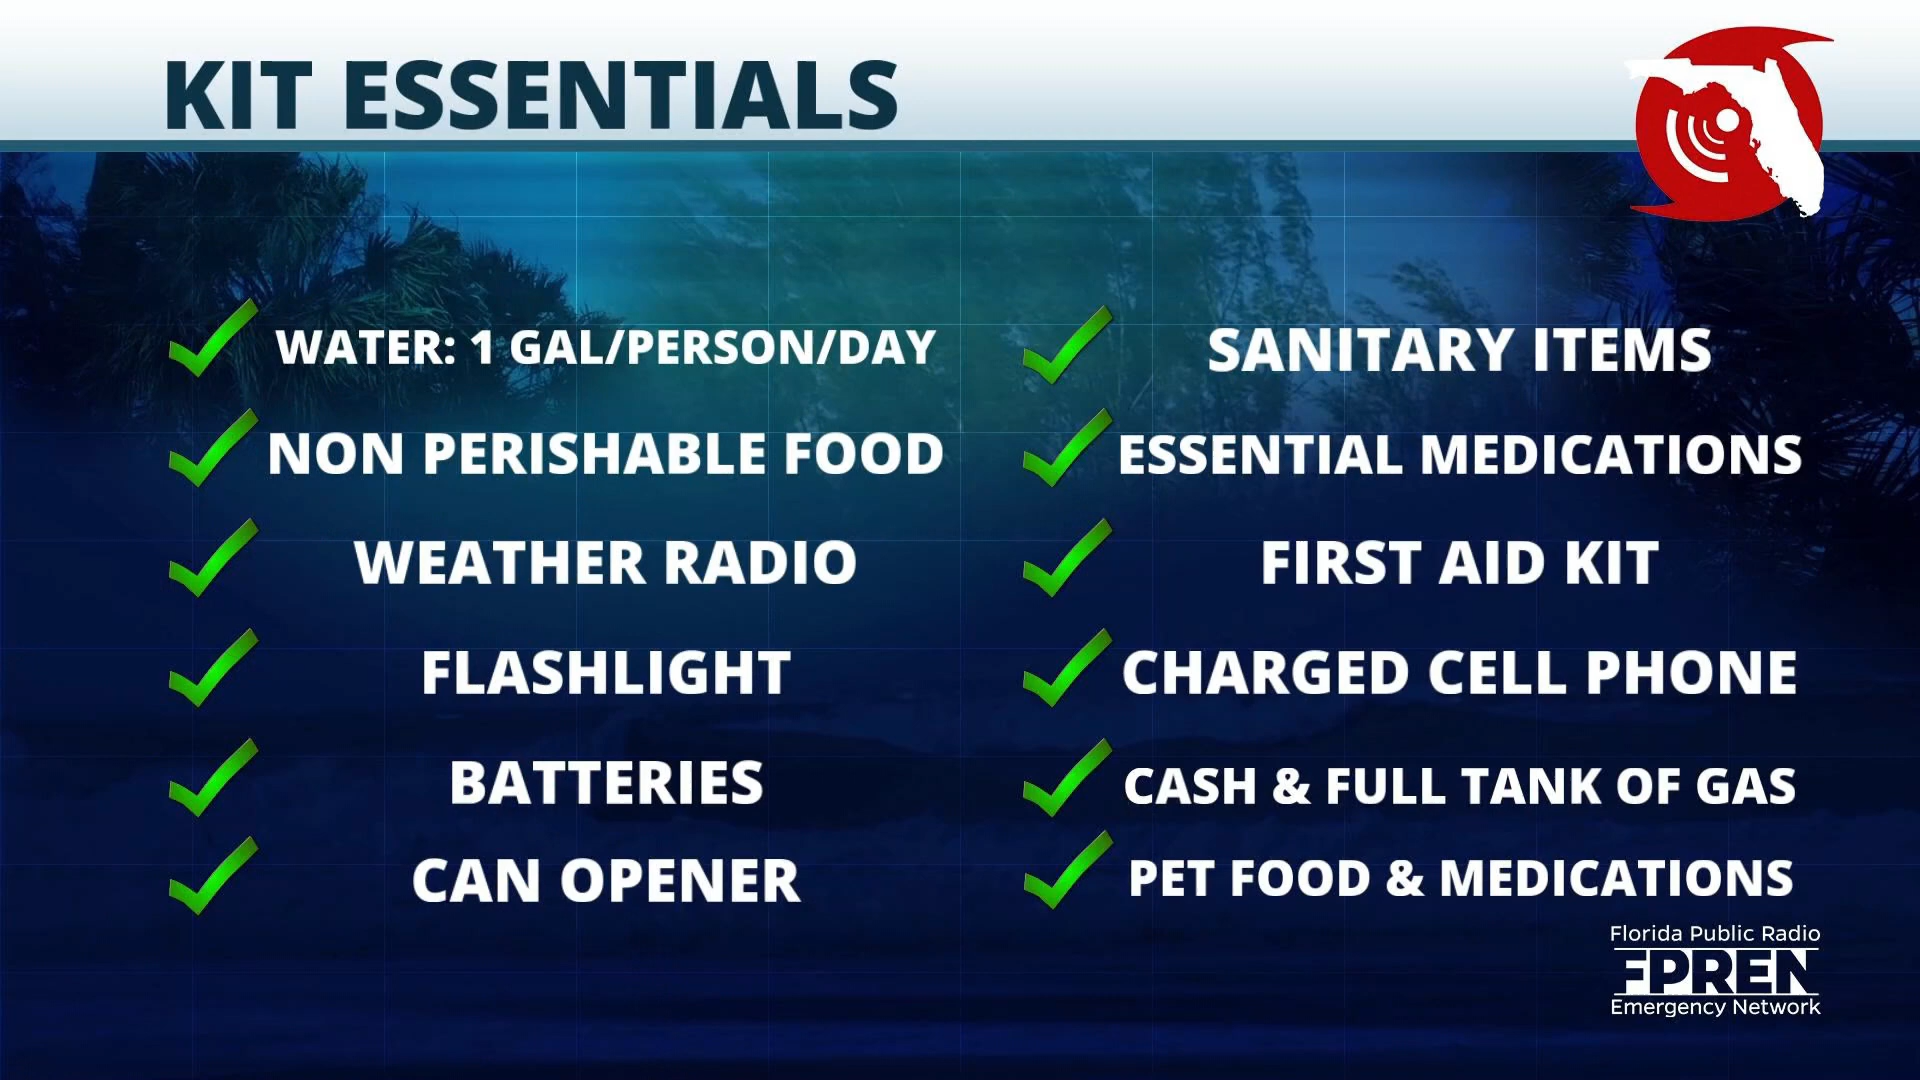 KIT ESSENTIALS
WATER: 1 GAL/PERSON/DAY
NON PERISHABLE FOOD
WEATHER RADIO
FLASHLIGHT
BATTERIES
CAN OPENER
SANITARY ITEMS
ESSENTIAL MEDICATIONS
FIRST AID KIT
CHARGED CELL PHONE
CASH & FULL TANK OF GAS
PET FOOD & MEDICATIONS
Florida Public Radio
FPREN
Emergency Network